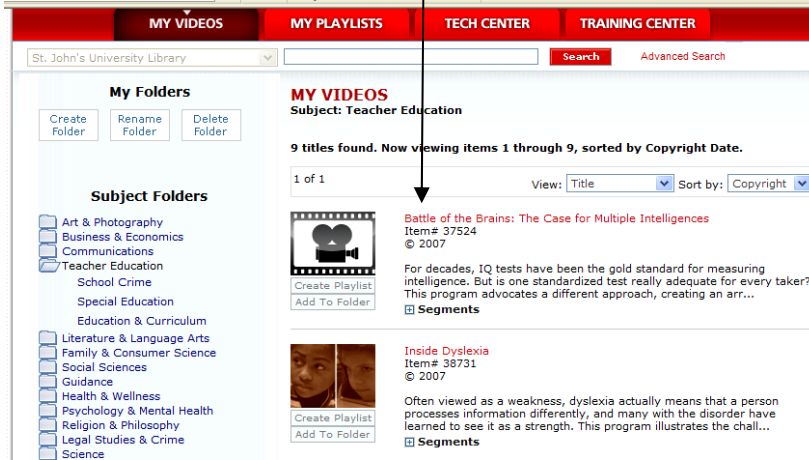 MY VIDEOS MY PLAYLISTS TECH CENTER TRAINING CENTER
St. John's University Library Search Advanced Search
My Folders
Create Folder Rename Folder Delete Folder
Subject Folders
Art & Photography
Business & Economics
Communications
Teacher Education
School Crime
Special Education
Education & Curriculum
Literature & Language Arts
Family & Consumer Science
Social Sciences
Guidance
Health & Wellness
Psychology & Mental Health
Religion & Philosophy
Legal Studies & Crime
Science
MY VIDEOS
Subject: Teacher Education
9 titles found. Now viewing items 1 through 9, sorted by Copyright Date.
1 of 1 View: Title Sort by: Copyright
Battle of the Brains: The Case for Multiple Intelligences
Item# 37524
© 2007
For decades, IQ tests have been the gold standard for measuring
intelligence. But is one standardized test really adequate for every taker?
This program advocates a different approach, creating an arr...
Segments
Create Playlist
Add To Folder
Inside Dyslexia
Item# 38731
© 2007
Often viewed as a weakness, dyslexia actually means that a person
processes information differently, and many with the disorder have
learned to see it as a strength. This program illustrates the chall...
Segments
Create Playlist
Add To Folder